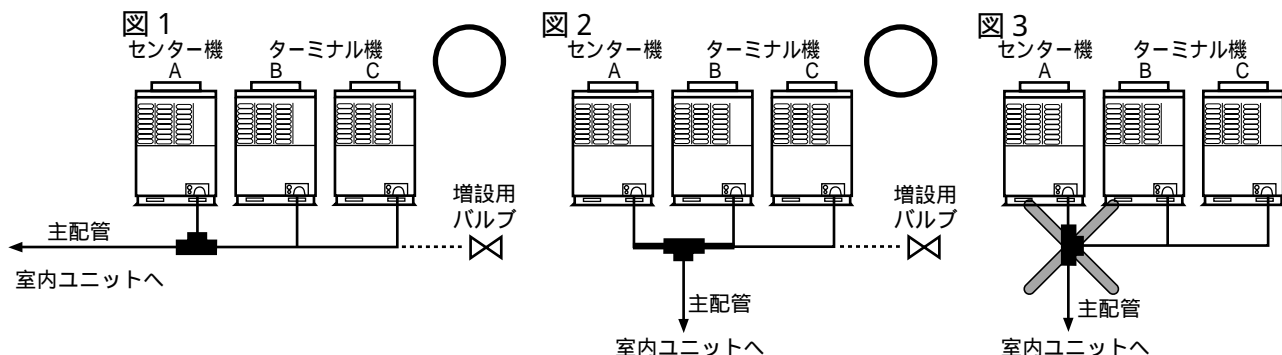 図1
センター機 ターミナル機
A B C
増設用
バルブ
主配管
室内ユニットへ
図2
センター機 ターミナル機
A B C
増設用
バルブ
主配管
室内ユニットへ
図3
センター機 ターミナル機
A B C
主配管
室内ユニットへ